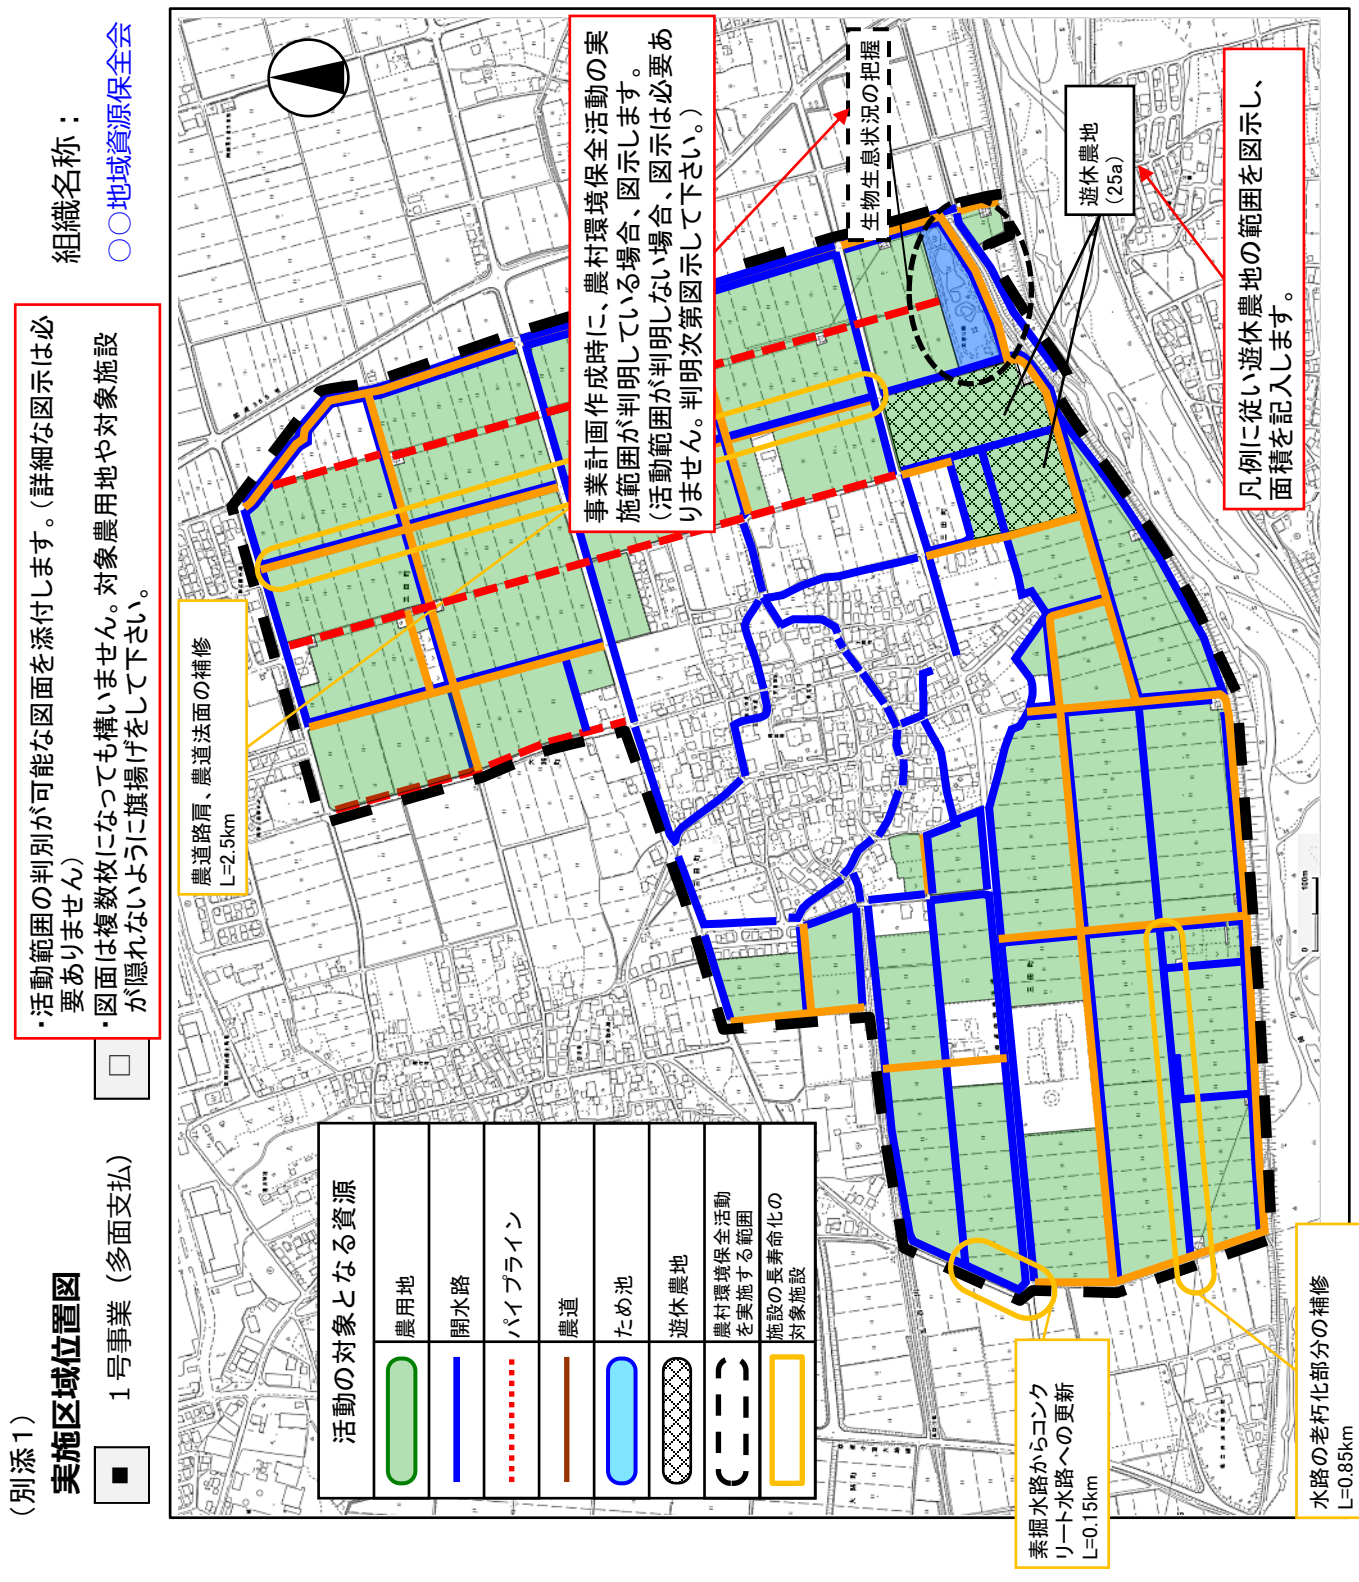 （別添１）
実施区域位置図
■
１号事業（多面支払）
□
・活動範囲の判別が可能な図面を添付します。（詳細な図示は必
要ありません）
・図面は複数枚になっても構いません。対象農用地や対象施設
が隠れないように旗揚げをして下さい。
組織名称：
○○地域資源保全会
農道路肩、農道法面の補修
L=2.5km
事業計画作成時に、農村環境保全活動の実
施範囲が判明している場合、図示します。
（活動範囲が判明しない場合、図示は必要あ
りません。判明次第図示して下さい。）
生物生息状況の把握
遊休農地
(25a)
凡例に従い遊休農地の範囲を図示し、
面積を記入します。
活動の対象となる資源
農用地
開水路
パイプライン
農道
ため池
遊休農地
農村環境保全活動
を実施する範囲
施設の長寿命化の
対象施設
素掘水路からコンク
リート水路への更新
L=0.15km
水路の老朽化部分の補修
L=0.85km
0
100m